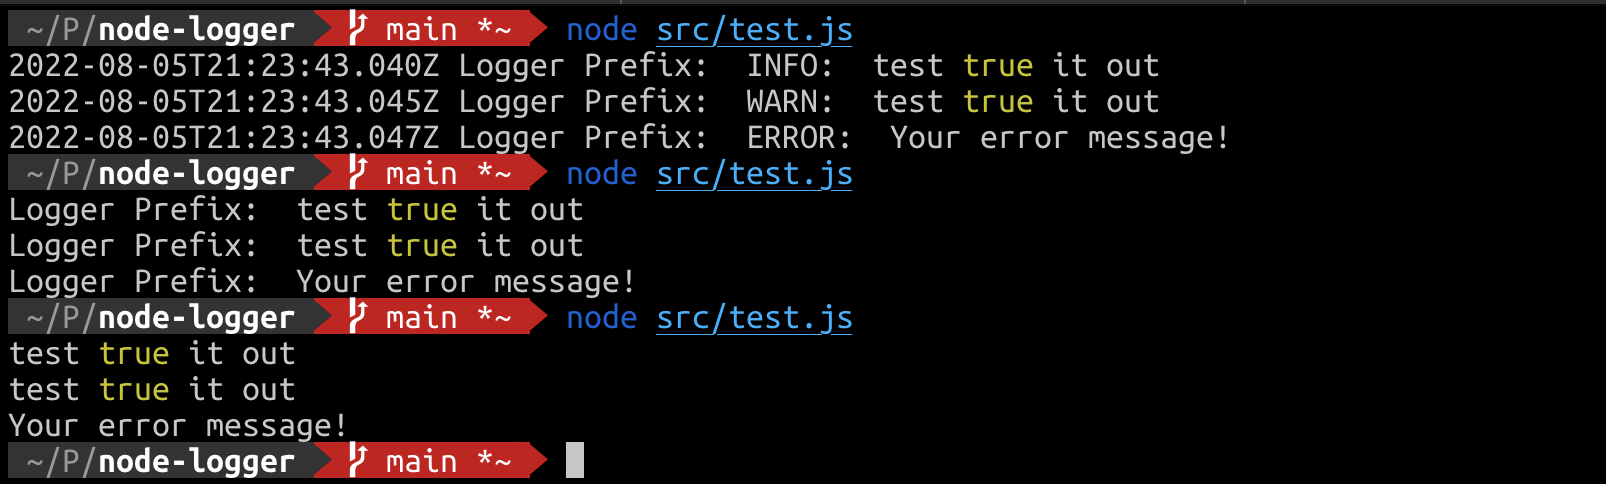 ~/P/node-logger main *~ node src/test.js
2022-08-05T21:23:43.040Z Logger Prefix:  INFO:  test true it out
2022-08-05T21:23:43.045Z Logger Prefix:  WARN:  test true it out
2022-08-05T21:23:43.047Z Logger Prefix:  ERROR:  Your error message!
~/P/node-logger main *~ node src/test.js
Logger Prefix:  test true it out
Logger Prefix:  test true it out
Logger Prefix:  Your error message!
~/P/node-logger main *~ node src/test.js
test true it out
test true it out
Your error message!
~/P/node-logger main *~